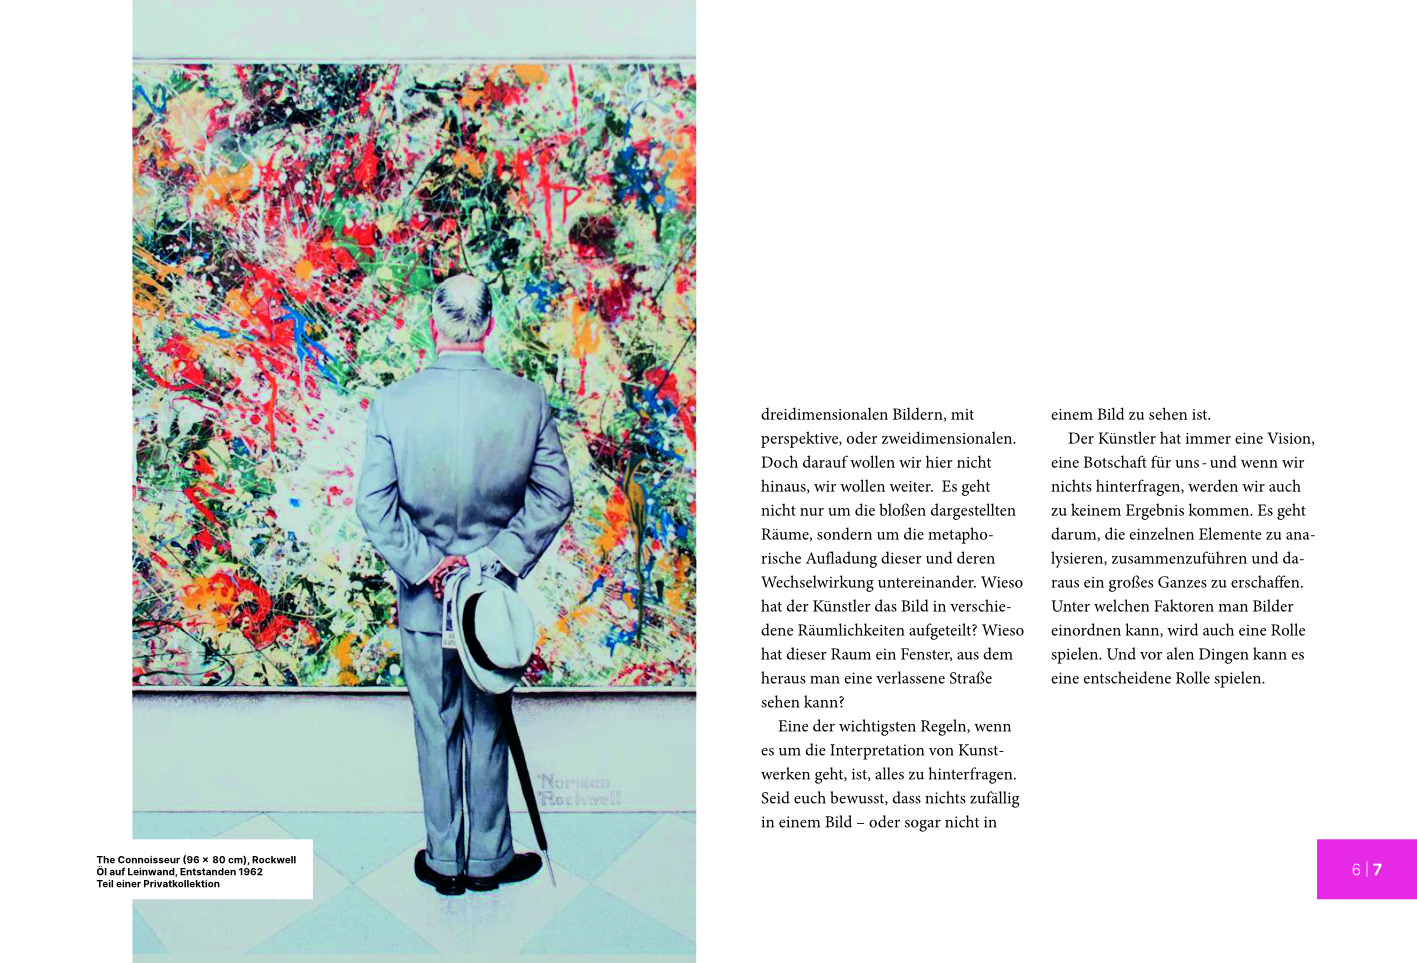 Norman
Rockwell
The Connoisseur (96 × 80 cm), Rockwell
Öl auf Leinwand, Entstanden 1962
Teil einer Privatkollektion
dreidimensionalen Bildern, mit
perspektive, oder zweidimensionalen.
Doch darauf wollen wir hier nicht
hinaus, wir wollen weiter.  Es geht
nicht nur um die bloßen dargestellten
Räume, sondern um die metapho-
rische Aufladung dieser und deren
Wechselwirkung untereinander. Wieso
hat der Künstler das Bild in verschie-
dene Räumlichkeiten aufgeteilt? Wieso
hat dieser Raum ein Fenster, aus dem
heraus man eine verlassene Straße
sehen kann?
Eine der wichtigsten Regeln, wenn
es um die Interpretation von Kunst-
werken geht, ist, alles zu hinterfragen.
Seid euch bewusst, dass nichts zufällig
in einem Bild – oder sogar nicht in
einem Bild zu sehen ist.
Der Künstler hat immer eine Vision,
eine Botschaft für uns - und wenn wir
nichts hinterfragen, werden wir auch
zu keinem Ergebnis kommen. Es geht
darum, die einzelnen Elemente zu ana-
lysieren, zusammenzuführen und da-
raus ein großes Ganzes zu erschaffen.
Unter welchen Faktoren man Bilder
einordnen kann, wird auch eine Rolle
spielen. Und vor alen Dingen kann es
eine entscheidene Rolle spielen.
6 | 7